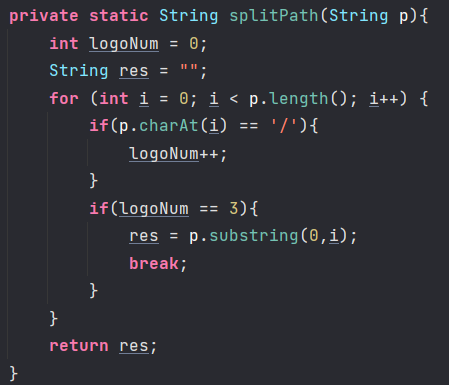 private static String splitPath(String p){
    int logoNum = 0;
    String res = "";
    for (int i = 0; i < p.length(); i++) {
        if(p.charAt(i) == '/'){
            logoNum++;
        }
        if(logoNum == 3){
            res = p.substring(0,i);
            break;
        }
    }
    return res;
}